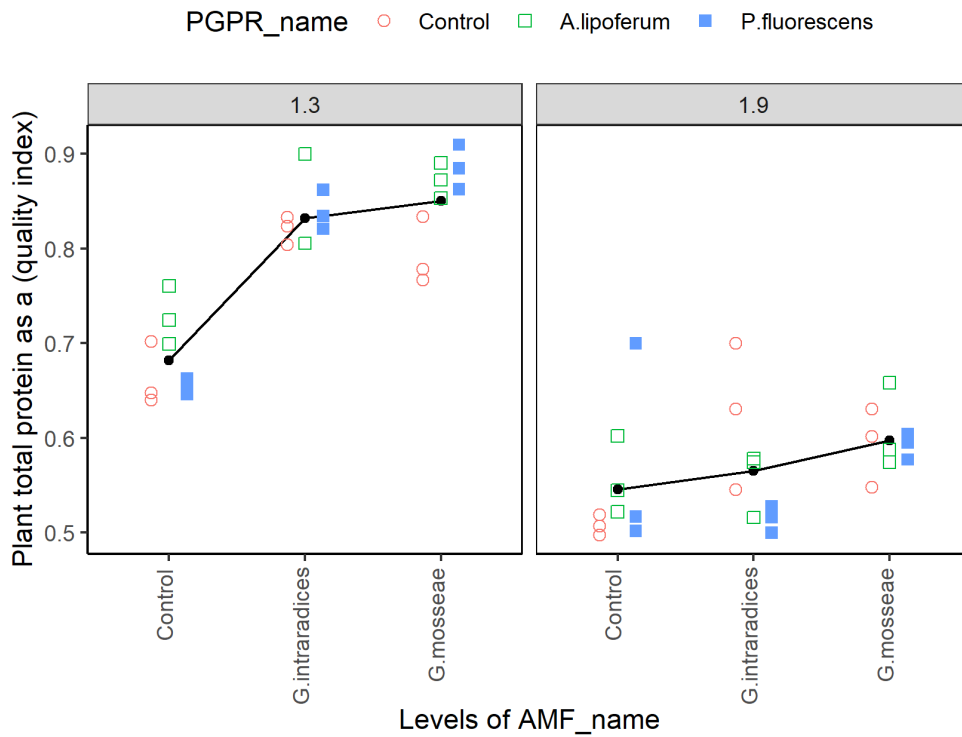 PGPR_name Control A.lipoferum P.fluorescens
1.3 1.9
Plant total protein as a (quality index)
0.9
0.8
0.7
0.6
0.5
Control G.intraradices G.mosseae Control G.intraradices G.mosseae
Levels of AMF_name